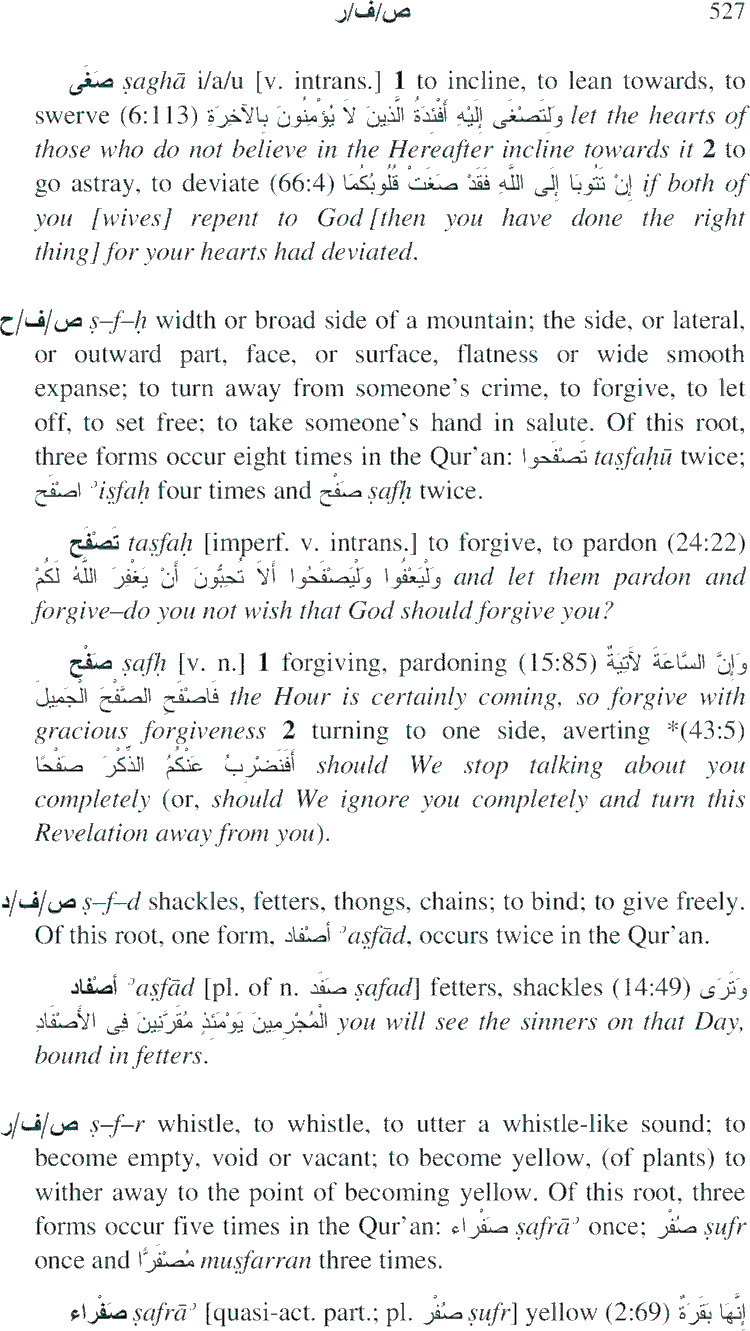 ص/ف/ر 527
صَغَى ṣaghā i/a/u [v. intrans.] 1 to incline, to lean towards, to
swerve (6:113) وَلِتَصْغَى إِلَيْهِ أَفْئِدَةُ الَّذِينَ لاَ يُؤْمِنُونَ بِالآخِرَةِ let the hearts of
those who do not believe in the Hereafter incline towards it 2 to
go astray, to deviate (66:4) إِنْ تَتُوبَا إِلَى اللَّهِ فَقَدْ صَغَتْ قُلُوبُكُمَا if both of
you [wives] repent to God [then you have done the right
thing] for your hearts had deviated.
ص/ف/ح ṣ–f–ḥ width or broad side of a mountain; the side, or lateral,
or outward part, face, or surface, flatness or wide smooth
expanse; to turn away from someone's crime, to forgive, to let
off, to set free; to take someone's hand in salute. Of this root,
three forms occur eight times in the Qur'an: تَصْفَحوا taṣfaḥū twice;
اصْفَح ʾiṣfaḥ four times and صَفْح ṣafḥ twice.
تَصْفَح taṣfaḥ [imperf. v. intrans.] to forgive, to pardon (24:22)
وَلْيَعْفُوا وَلْيَصْفَحُوا أَلاَ تُحِبُّونَ أَنْ يَغْفِرَ اللَّهُ لَكُمْ and let them pardon and
forgive–do you not wish that God should forgive you?
صَفْح ṣafḥ [v. n.] 1 forgiving, pardoning (15:85) وَإِنَّ السَّاعَةَ لآتِيَةٌ
فَاصْفَحِ الصَّفْحَ الْجَمِيلَ the Hour is certainly coming, so forgive with
gracious forgiveness 2 turning to one side, averting *(43:5)
أَفَنَضْرِبُ عَنْكُمُ الذِّكْرَ صَفْحًا should We stop talking about you
completely (or, should We ignore you completely and turn this
Revelation away from you).
ص/ف/د ṣ–f–d shackles, fetters, thongs, chains; to bind; to give freely.
Of this root, one form, أصْفاد ʾaṣfād, occurs twice in the Qur'an.
أصْفاد ʾaṣfād [pl. of n. صَفَد ṣafad] fetters, shackles (14:49) وَتَرَى
الْمُجْرِمِينَ يَوْمَئِذٍ مُقَرَّنِينَ فِي الأَصْفَادِ you will see the sinners on that Day,
bound in fetters.
ص/ف/ر ṣ–f–r whistle, to whistle, to utter a whistle-like sound; to
become empty, void or vacant; to become yellow, (of plants) to
wither away to the point of becoming yellow. Of this root, three
forms occur five times in the Qur'an: صَفْراء ṣafrāʾ once; صُفْر ṣufr
once and مُصْفَرًّا muṣfarran three times.
صَفْراء ṣafrāʾ [quasi-act. part.; pl. صُفْر ṣufr] yellow (2:69) إِنَّهَا بَقَرَةٌ